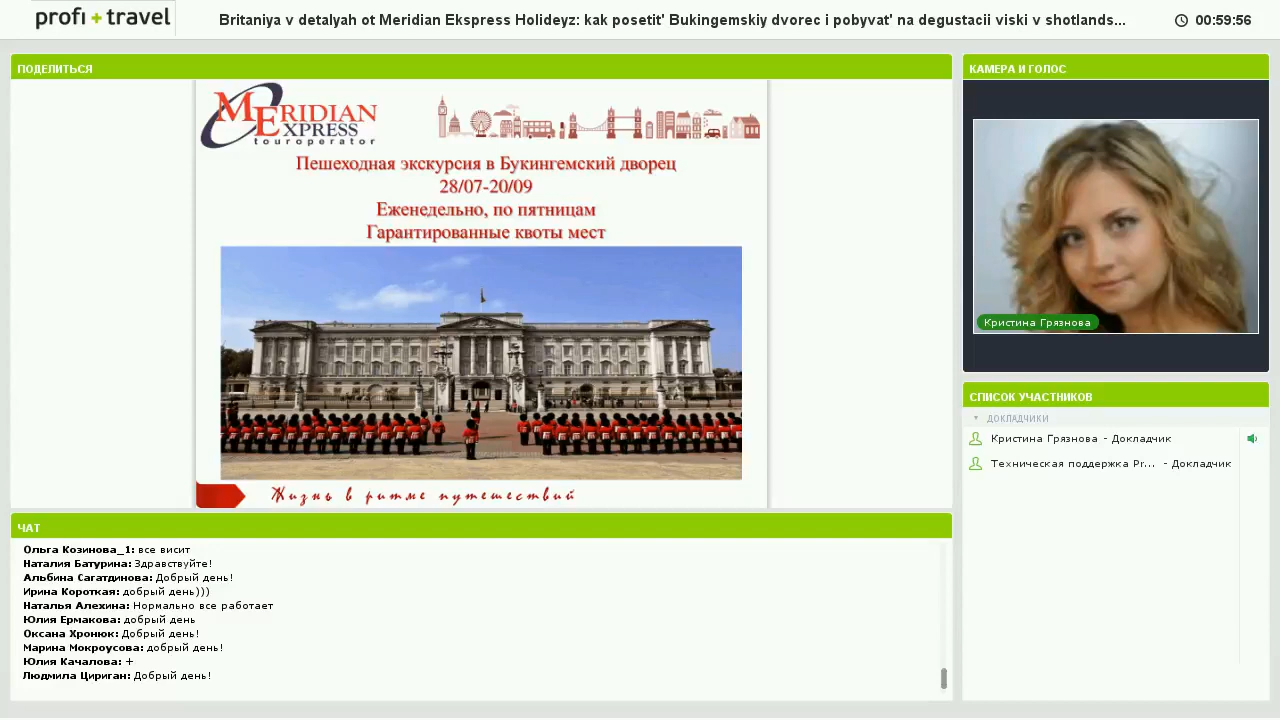 profi + travel
Britaniya v detalyah ot Meridian Ekspress Holideyz: kak posetit' Bukingemskiy dvorec i pobyvat' na degustacii viski v shotlands...
00:59:56
ПОДЕЛИТЬСЯ
MERIDIAN
EXPRESS
touroperator
Пешеходная экскурсия в Букингемский дворец
28/07-20/09
Еженедельно, по пятницам
Гарантированные квоты мест
Жизнь в ритме путешествий
КАМЕРА И ГОЛОС
Кристина Грязнова
СПИСОК УЧАСТНИКОВ
ДОКЛАДЧИКИ
Кристина Грязнова - Докладчик
Техническая поддержка Pr... - Докладчик
ЧАТ
Ольга Козинова_1: все висит
Наталия Батурина: Здравствуйте!
Альбина Сагатдинова: Добрый день!
Ирина Короткая: добрый день)))
Наталья Алехина: Нормально все работает
Юлия Ермакова: добрый день
Оксана Хронюк: Добрый день!
Марина Мокроусова: добрый день!
Юлия Качалова: +
Людмила Цириган: Добрый день!